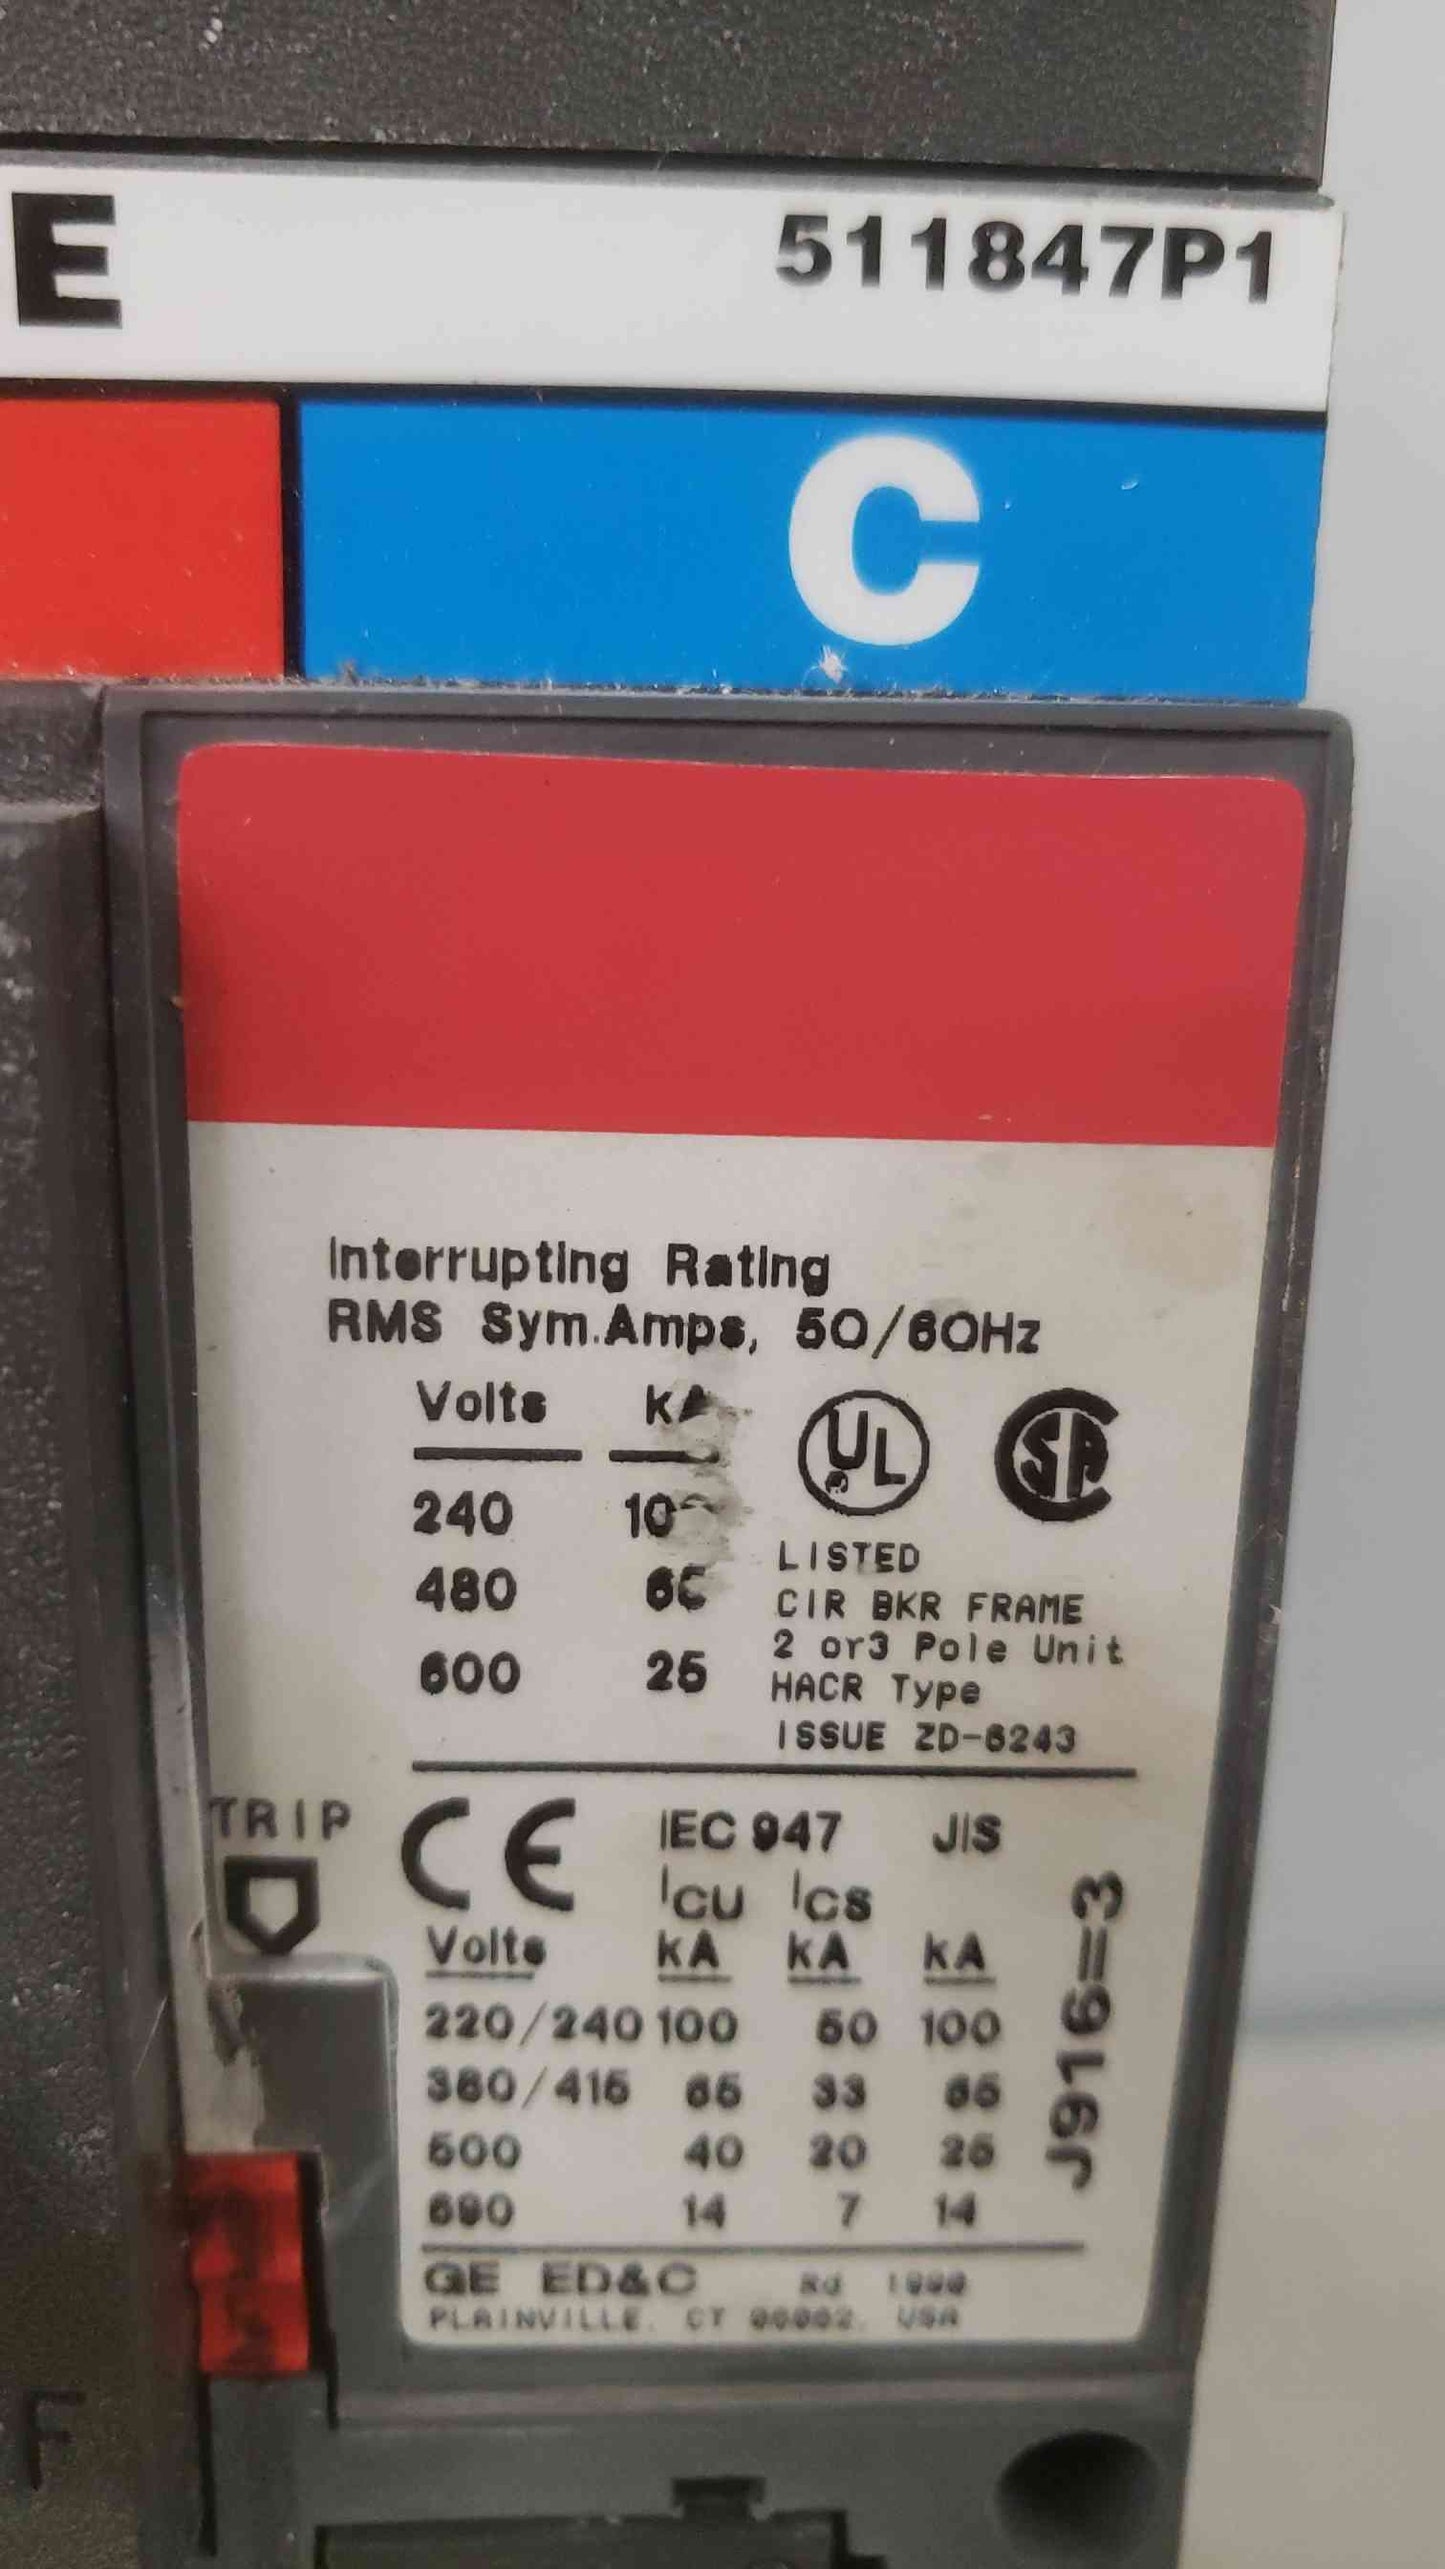 E 511847P1
C
Interrupting Rating
RMS Sym.Amps, 50/60Hz
Volts
240
480
600 25
UL
SA
LISTED
CIR BKR FRAME
2 or3 Pole Unit
HACR Type
ISSUE ZD-6243
TRIP
CE IEC 947 JIS
ICU ICS
Volts kA kA kA
220/240 100 50 100
380/415 65 33 65
500 40 20 25
690 14 7 14
GE ED&C
PLAINVILLE, CT USA
J916=3
F